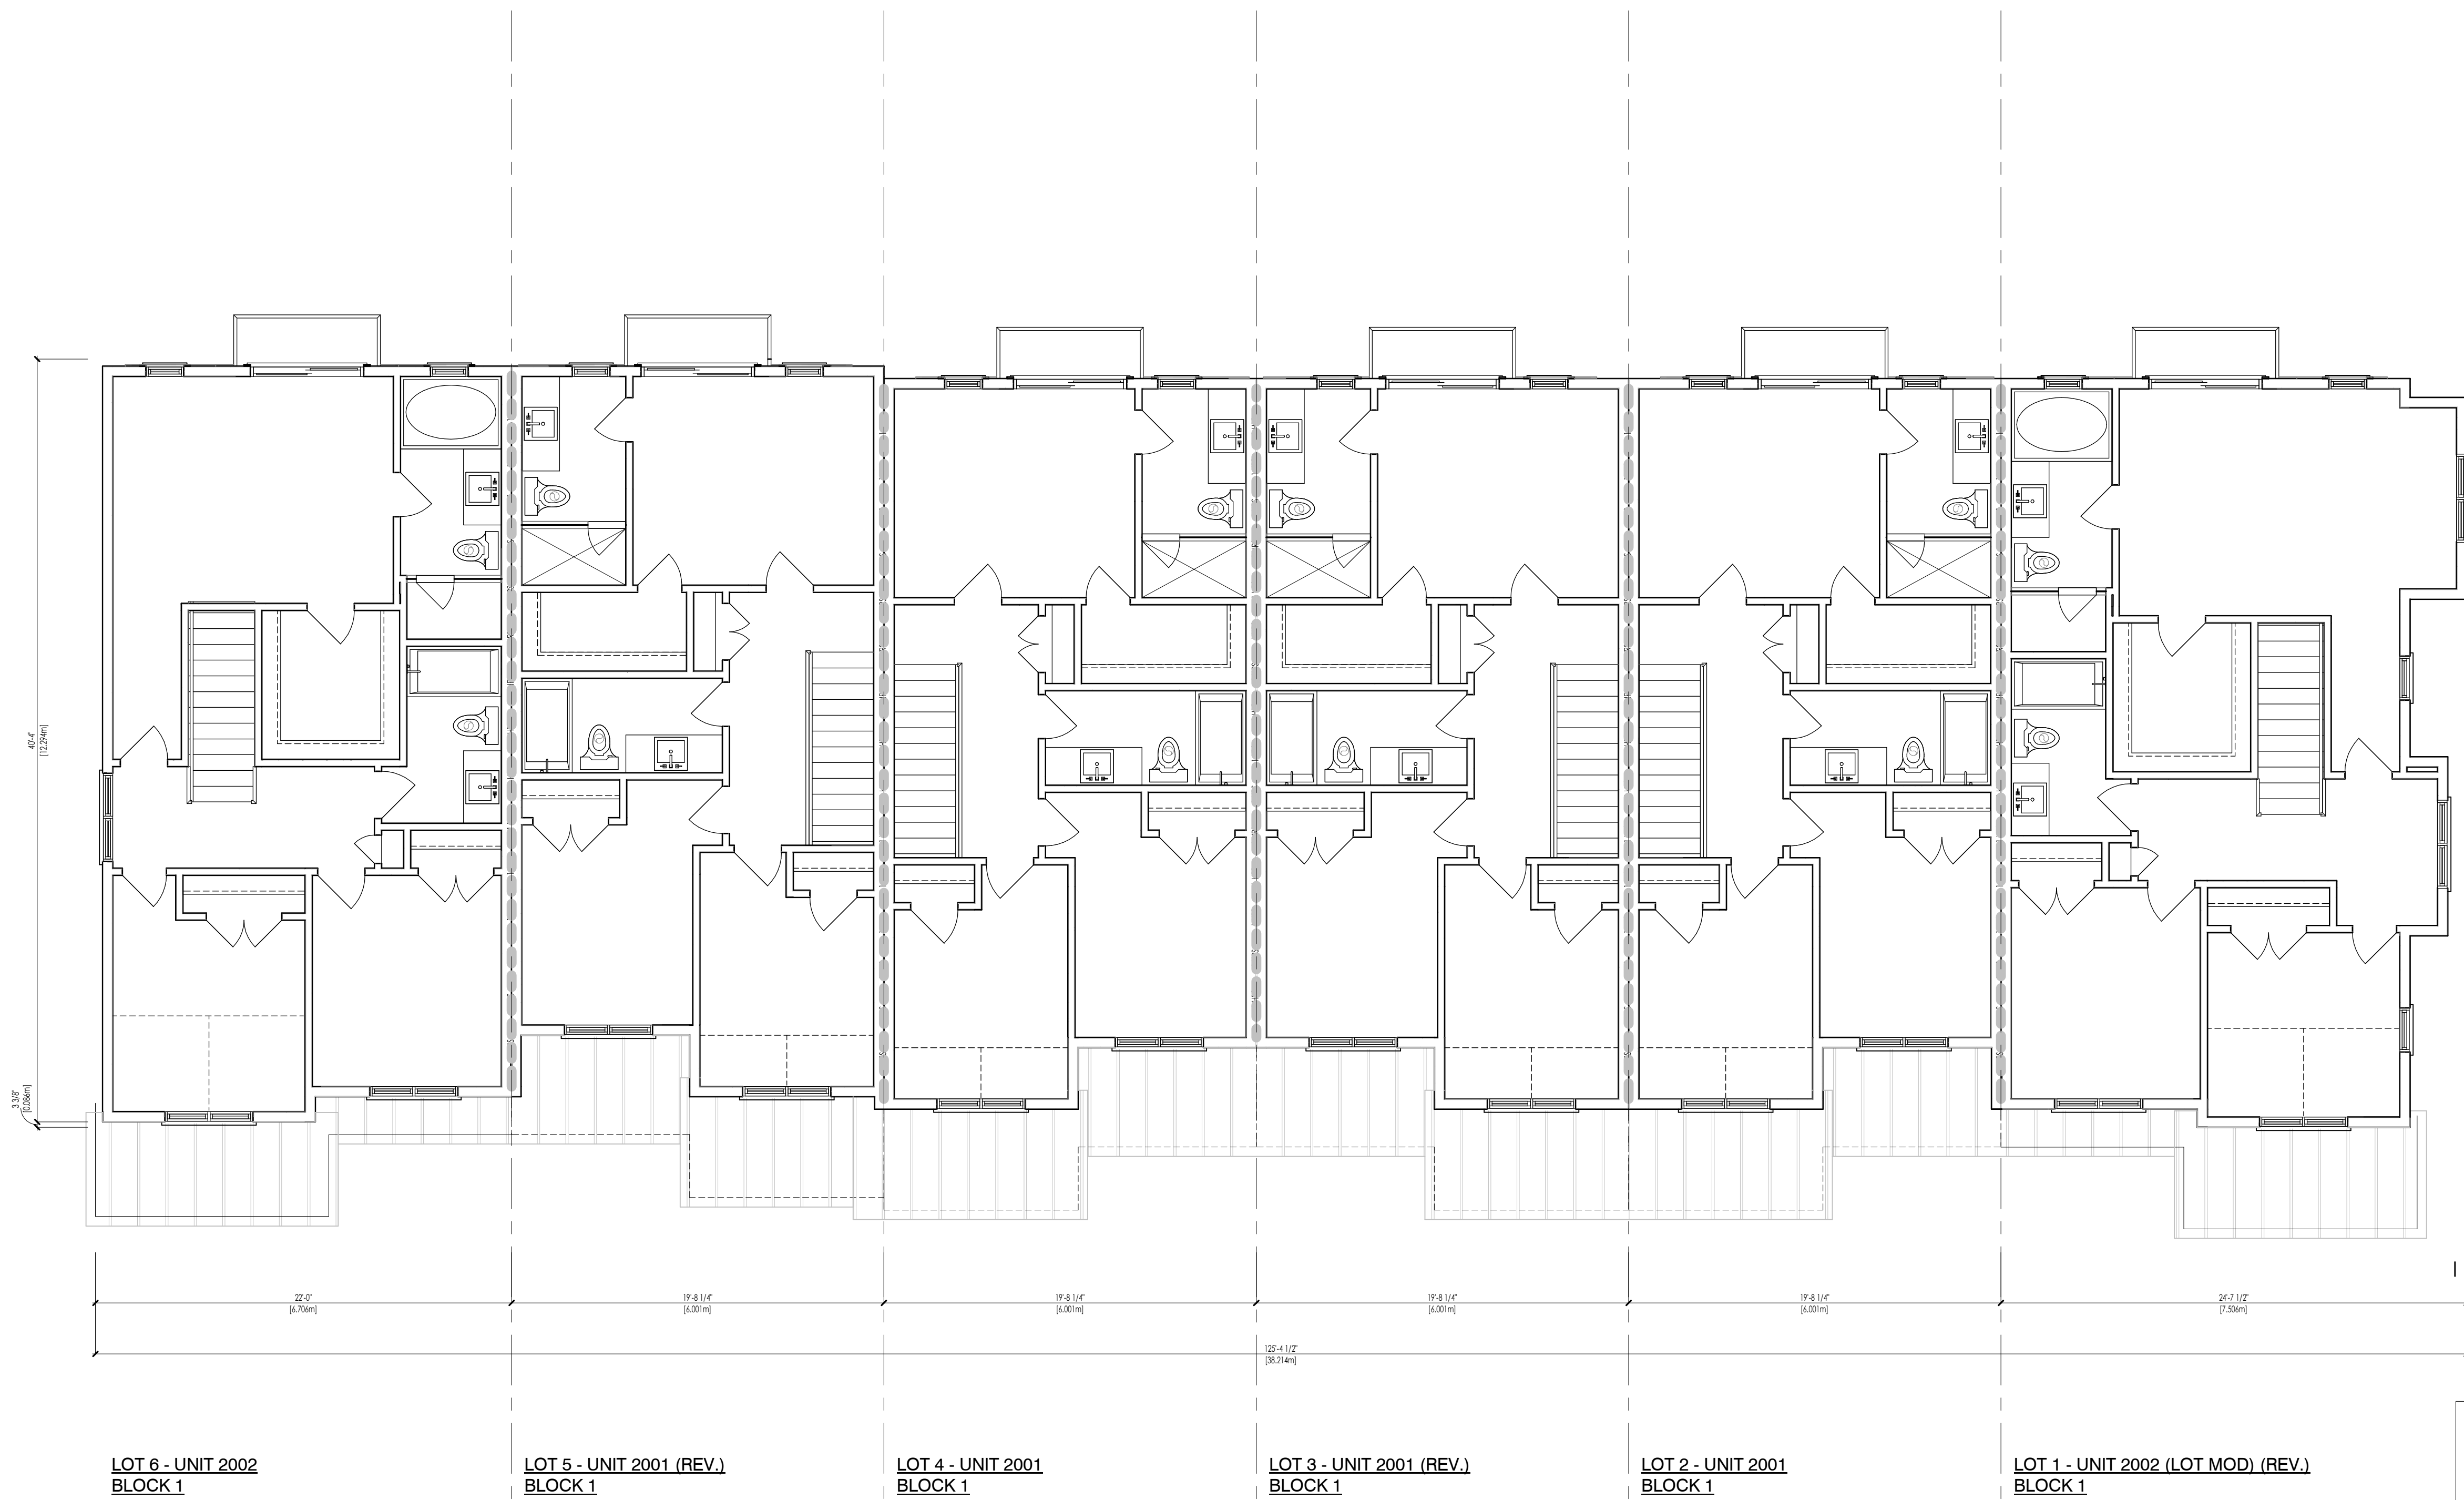 40'-4"
[12.294m]
3 3/8"
[0.086m]
22'-0"
[6.706m]
19'-8 1/4"
[6.001m]
19'-8 1/4"
[6.001m]
19'-8 1/4"
[6.001m]
19'-8 1/4"
[6.001m]
24'-7 1/2"
[7.506m]
125'-4 1/2"
[38.214m]
LOT 6 - UNIT 2002
BLOCK 1
LOT 5 - UNIT 2001 (REV.)
BLOCK 1
LOT 4 - UNIT 2001
BLOCK 1
LOT 3 - UNIT 2001 (REV.)
BLOCK 1
LOT 2 - UNIT 2001
BLOCK 1
LOT 1 - UNIT 2002 (LOT MOD) (REV.)
BLOCK 1